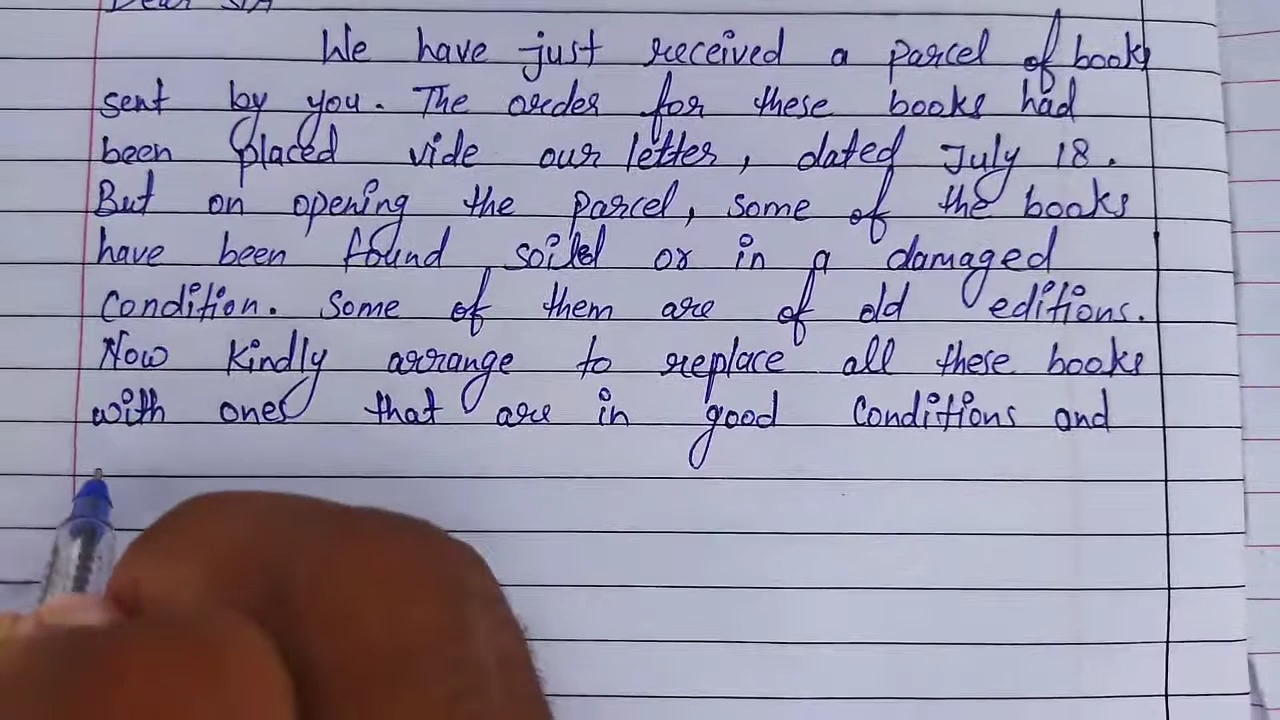 Dear Sir
We have just received a parcel of books
sent by you. The order for these books had
been placed vide our letter, dated July 18.
But on opening the parcel, some of the books
have been found soiled or in a damaged
Condition. Some of them are of old editions.
Now Kindly arrange to replace all these books
with ones that are in good Conditions and